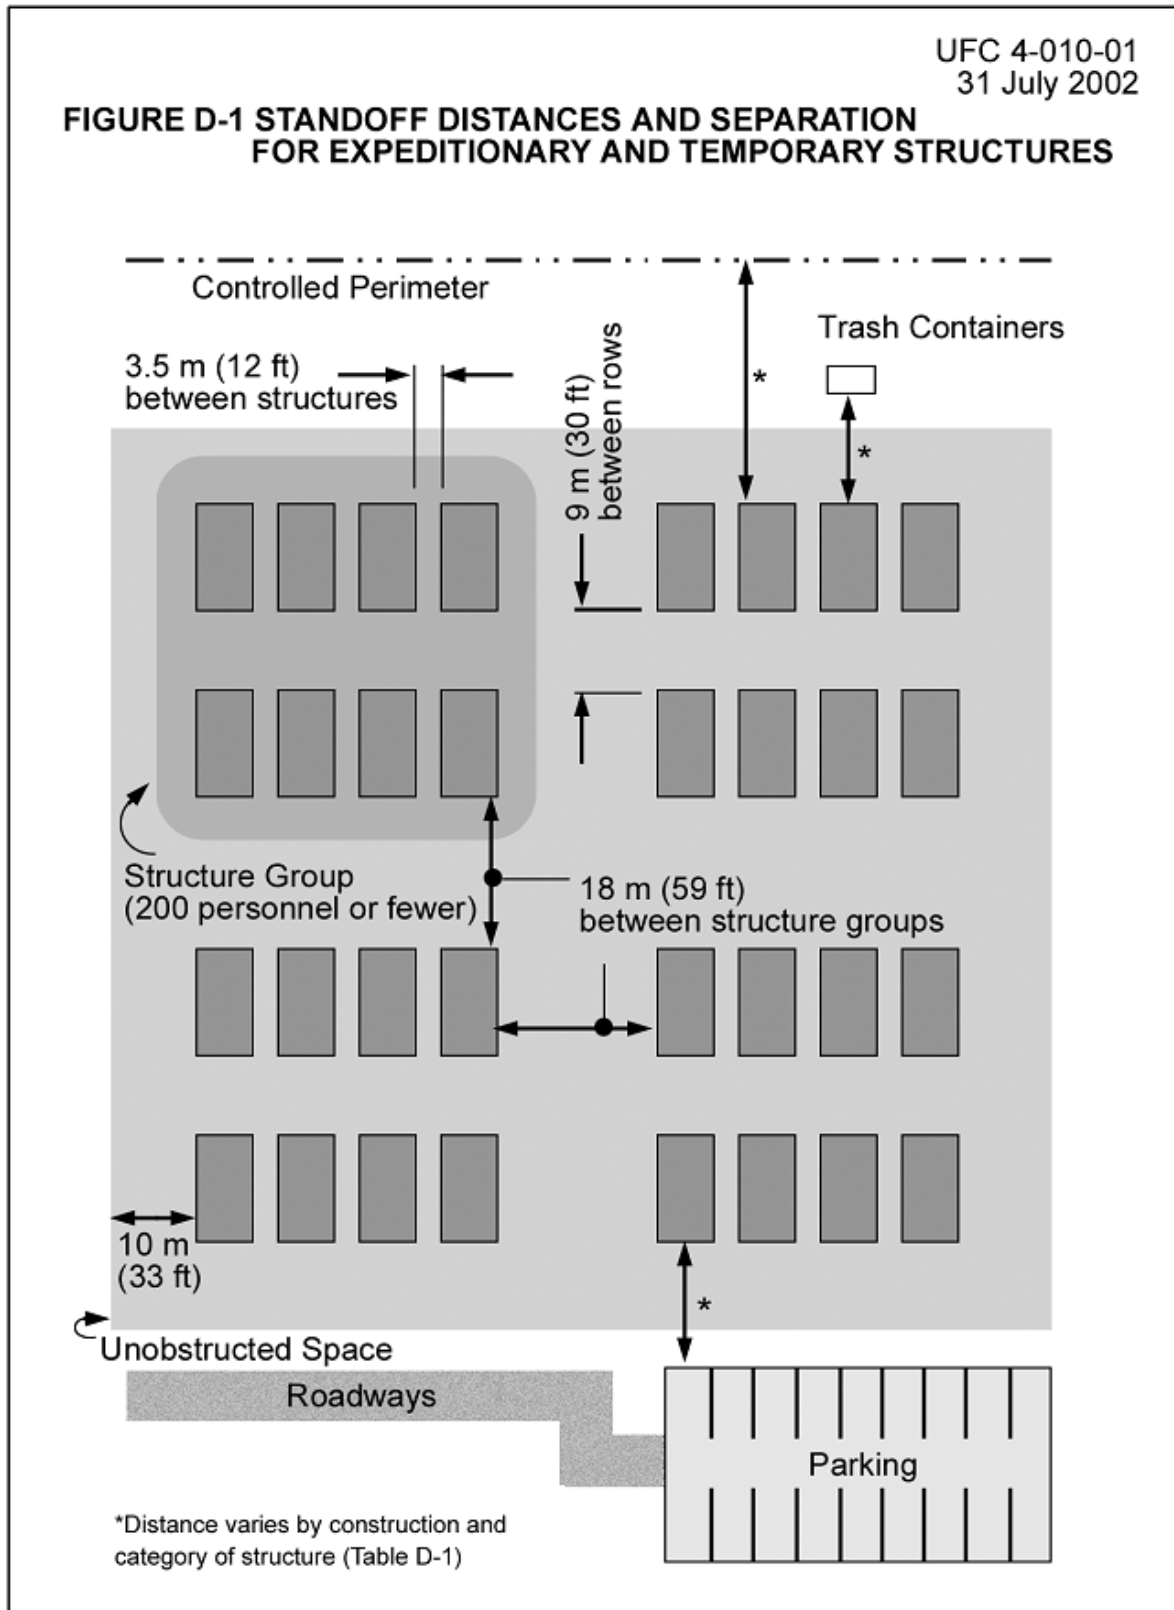 UFC 4-010-01
31 July 2002
FIGURE D-1 STANDOFF DISTANCES AND SEPARATION
FOR EXPEDITIONARY AND TEMPORARY STRUCTURES
Controlled Perimeter
Trash Containers
3.5 m (12 ft)
between structures
9 m (30 ft)
between rows
*
*
Structure Group
(200 personnel or fewer)
18 m (59 ft)
between structure groups
10 m
(33 ft)
*
Unobstructed Space
Roadways
Parking
*Distance varies by construction and
category of structure (Table D-1)